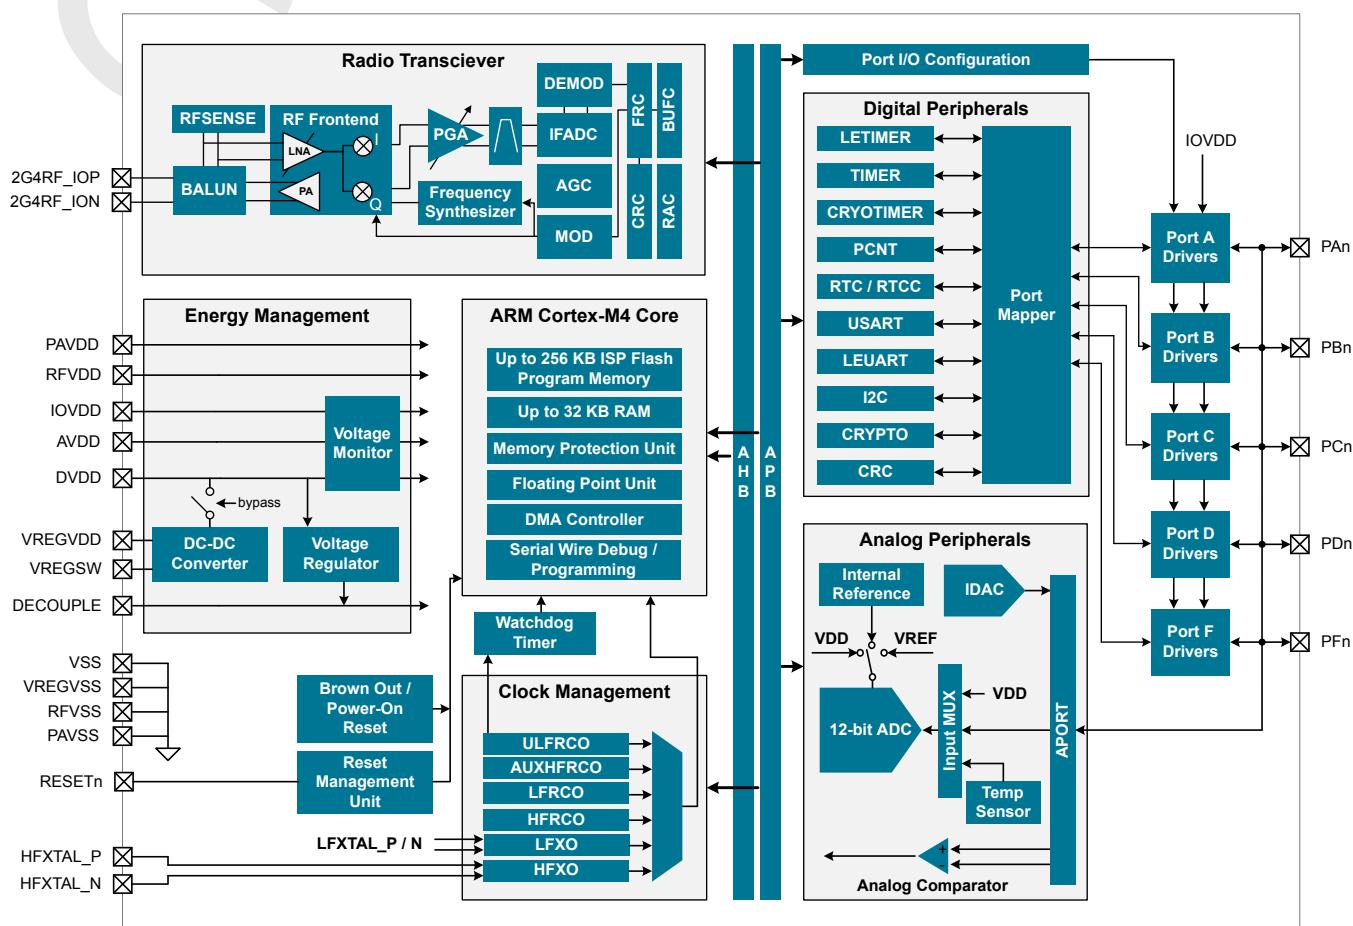 Radio Transciever
RFSENSE
RF Frontend
LNA
I
PA
Q
BALUN
PGA
Frequency
Synthesizer
DEMOD
IFADC
AGC
MOD
FRC
BUFC
CRC
RAC
2G4RF_IOP
2G4RF_ION
Energy Management
PAVDD
RFVDD
IOVDD
AVDD
DVDD
VREGVDD
VREGSW
DECOUPLE
Voltage
Monitor
bypass
DC-DC
Converter
Voltage
Regulator
VSS
VREGVSS
RFVSS
PAVSS
RESETn
HFXTAL_P
HFXTAL_N
Brown Out /
Power-On
Reset
Reset
Management
Unit
LFXTAL_P / N
ARM Cortex-M4 Core
Up to 256 KB ISP Flash
Program Memory
Up to 32 KB RAM
Memory Protection Unit
Floating Point Unit
DMA Controller
Serial Wire Debug /
Programming
Watchdog
Timer
Clock Management
ULFRCO
AUXHFRCO
LFRCO
HFRCO
LFXO
HFXO
A
H
B
A
P
B
Port I/O Configuration
Digital Peripherals
LETIMER
TIMER
CRYOTIMER
PCNT
RTC / RTCC
USART
LEUART
I2C
CRYPTO
CRC
Port
Mapper
Analog Peripherals
Internal
Reference
IDAC
VDD
VREF
12-bit ADC
Input MUX
VDD
Temp
Sensor
APORT
+
-
Analog Comparator
IOVDD
Port A
Drivers
Port B
Drivers
Port C
Drivers
Port D
Drivers
Port F
Drivers
PAn
PBn
PCn
PDn
PFn